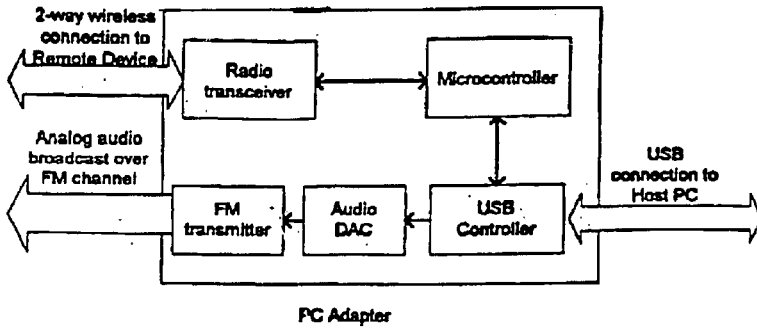 2-way wireless
connection to
Remote Device
Radio
transceiver
Microcontroller
Analog audio
broadcast over
FM channel
FM
transmitter
Audio
DAC
USB
Controller
USB
connection to
Host PC
PC Adapter